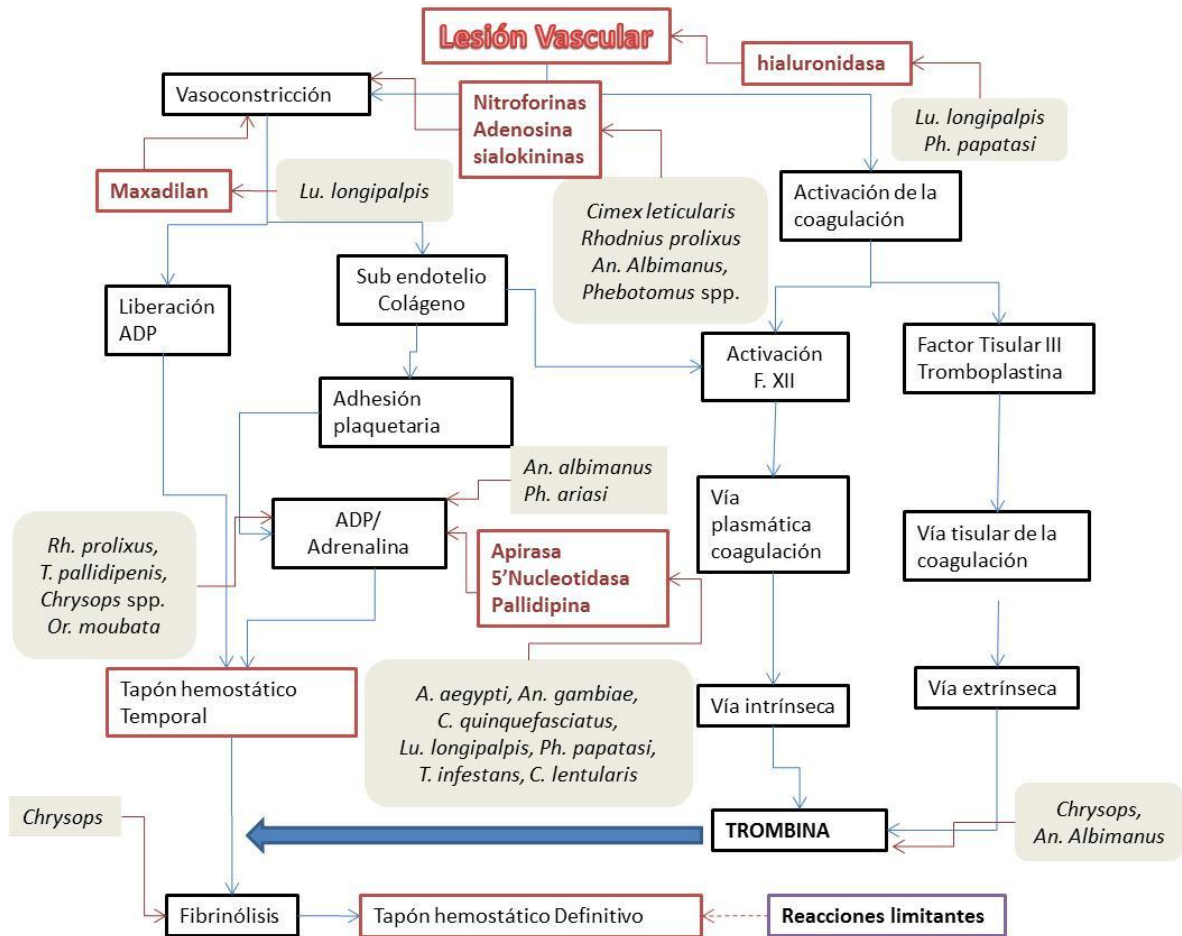 Lesión Vascular
hialuronidasa
Vasoconstricción
Nitroforinas
Adenosina
sialokininas
Lu. longipalpis
Ph. papatasi
Maxadilan
Lu. longipalpis
Activación de la
coagulación
Cimex leticularis
Rhodnius prolixus
An. Albimanus,
Phebotomus spp.
Liberación
ADP
Sub endotelio
Colágeno
Activación
F. XII
Factor Tisular III
Tromboplastina
Adhesión
plaquetaria
An. albimanus
Ph. ariasi
ADP/
Adrenalina
Vía
plasmática
coagulación
Vía tisular de la
coagulación
Rh. prolixus,
T. pallidipenis,
Chrysops spp.
Or. moubata
Apirasa
5’Nucleotidasa
Pallidipina
Tapón hemostático
Temporal
A. aegypti, An. gambiae,
C. quinquefasciatus,
Lu. longipalpis, Ph. papatasi,
T. infestans, C. lentularis
Vía intrínseca
Vía extrínseca
Chrysops
TROMBINA
Chrysops,
An. Albimanus
Fibrinólisis
Tapón hemostático Definitivo
Reacciones limitantes